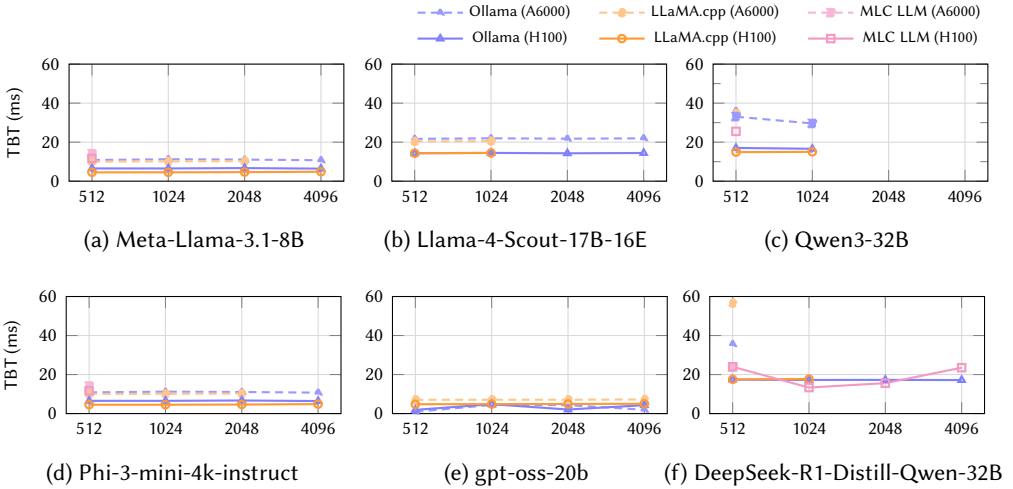 Ollama (A6000) LLaMA.cpp (A6000) MLC LLM (A6000)
Ollama (H100) LLaMA.cpp (H100) MLC LLM (H100)
TBT (ms)
60 60 60
40 40 40
20 20 20
0 0 0
512 1024 2048 4096 512 1024 2048 4096 512 1024 2048 4096
(a) Meta-Llama-3.1-8B (b) Llama-4-Scout-17B-16E (c) Qwen3-32B
TBT (ms)
60 60 60
40 40 40
20 20 20
0 0 0
512 1024 2048 4096 512 1024 2048 4096 512 1024 2048 4096
(d) Phi-3-mini-4k-instruct (e) gpt-oss-20b (f) DeepSeek-R1-Distill-Qwen-32B